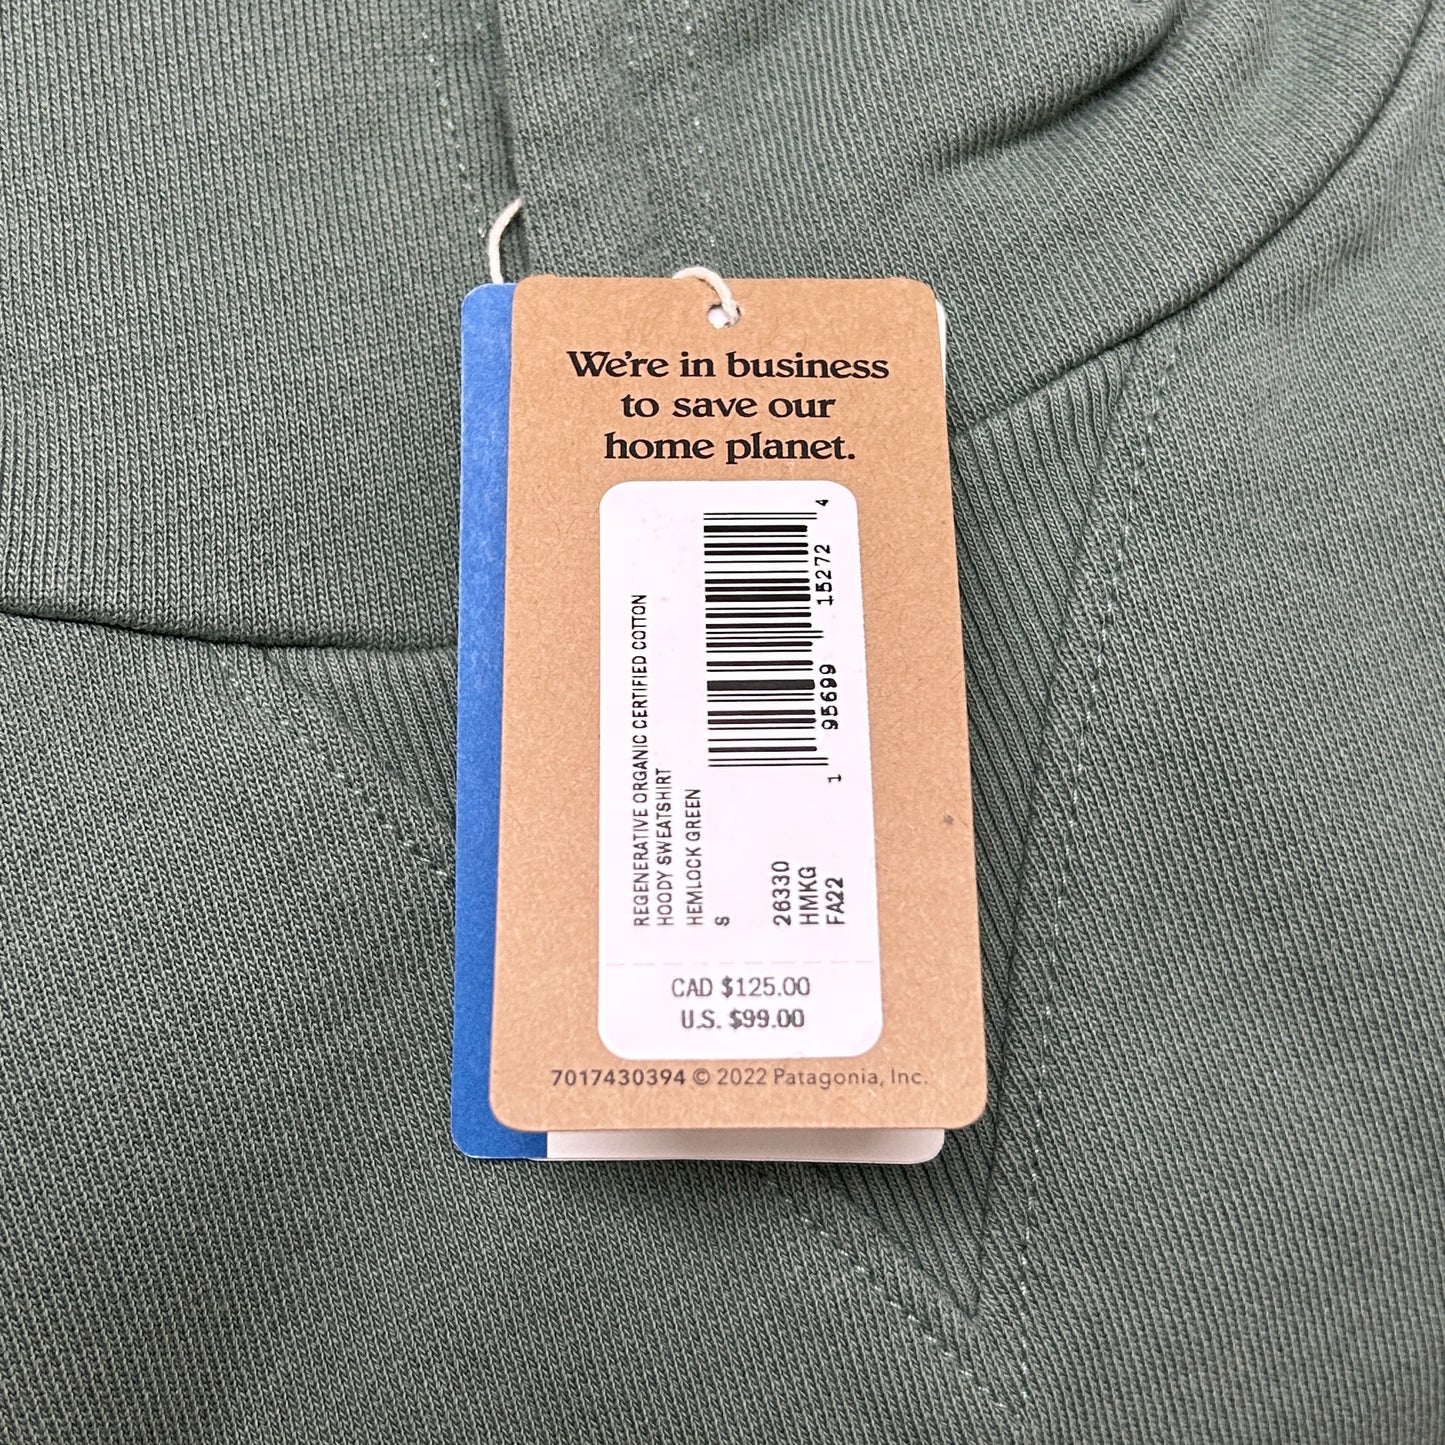 We're in business
to save our
home planet.
REGENERATIVE ORGANIC CERTIFIED COTTON
HOODY SWEATSHIRT
HEMLOCK GREEN
S
26330
HMKG
FA22
1 95699 15272 4
CAD $125.00
U.S. $99.00
7017430394 © 2022 Patagonia, Inc.